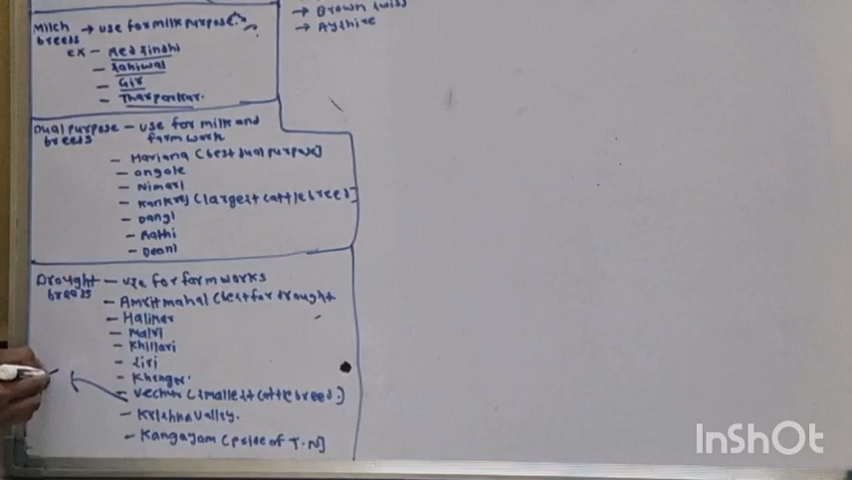 → Brown swiss
→ Aythire
Milch → use for milk purpose.
breeds
ex - Red sindhi
- Sahiwal
- Gir
- Tharparkar.
Dual purpose - use for milk and
breeds farm work
- Hariana (best dual purpose]
- ongole
- Nimari
- Kankrej (largest cattle breed]
- Dangi
- Rathi
- Deoni
Drought - use for farm works
breeds
- Amritmahal (best for drought
- Hallikar
- Malvi
- Khillari
- Siri
- Vechur (smallest cattle breed.]
- Krishna valley.
- Kangayam (pride of T.N]
InShOt